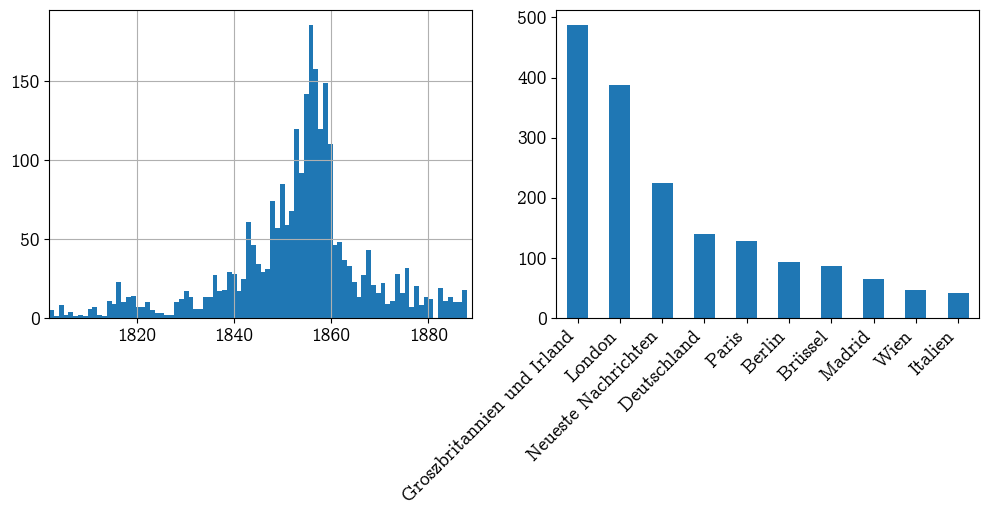 150
100
50
0
1820 1840 1860 1880
500
400
300
200
100
0
Groszbritannien und Irland
London
Neueste Nachrichten
Deutschland
Paris
Berlin
Brüssel
Madrid
Wien
Italien